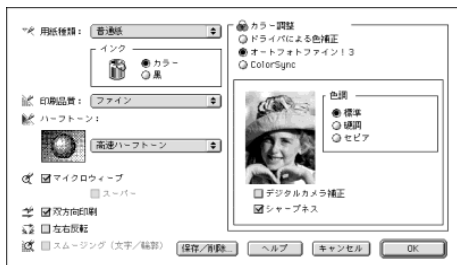 用紙種類：
普通紙
インク
カラー
黒
印刷品質：
ファイン
ハーフトーン：
高速ハーフトーン
マイクロウィーブ
スーパー
双方向印刷
左右反転
スムージング（文字／輪郭）
カラー調整
ドライバによる色補正
オートフォトファイン！3
ColorSync
色調
標準
硬調
セピア
デジタルカメラ補正
シャープネス
保存／削除...
ヘルプ
キャンセル
OK